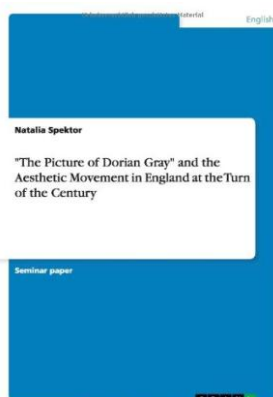 English
Natalia Spektor
"The Picture of Dorian Gray" and the
Aesthetic Movement in England at the Turn
of the Century
Seminar paper